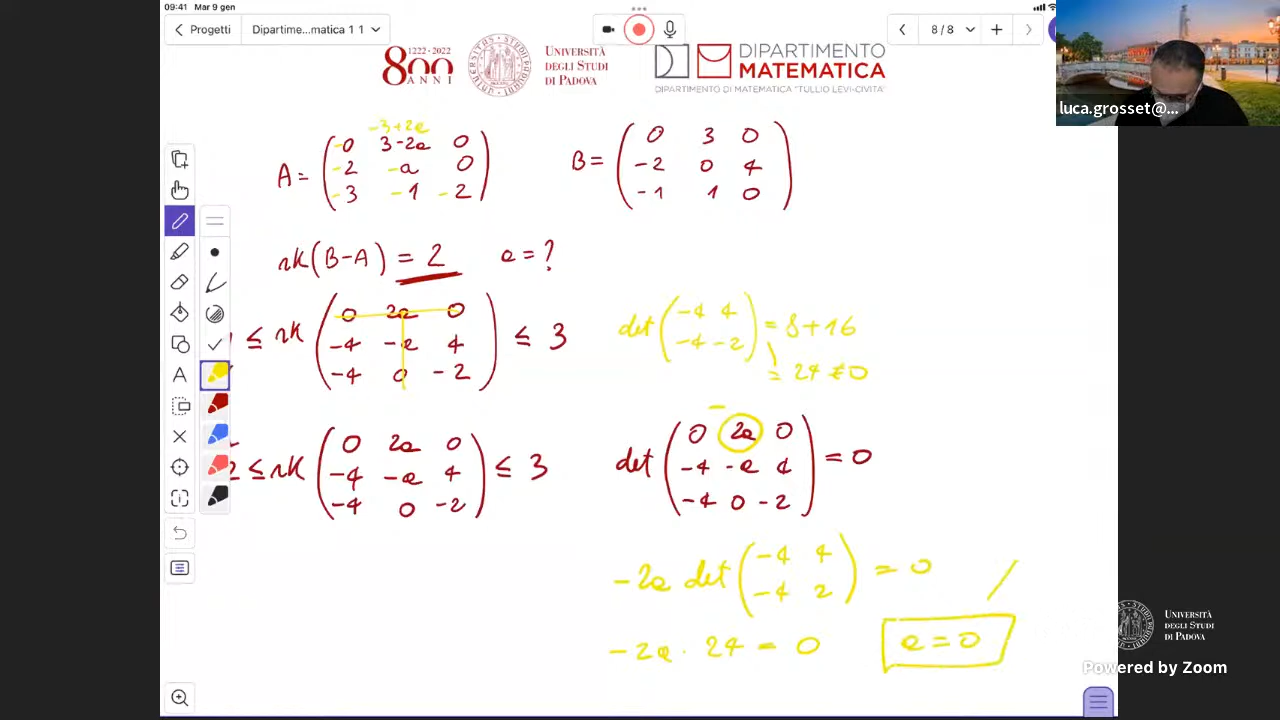 09:41 Mar 9 gen
Progetti
Dipartime...matica 1 1
8 / 8
1222·2022
800
ANNI
UNIVERSITÀ
DEGLI STUDI
DI PADOVA
DIPARTIMENTO
MATEMATICA
DIPARTIMENTO DI MATEMATICA "TULLIO LEVI-CIVITA"
luca.grosset@...
-3+2a
A = ( -0 3-2a 0
-2 -a 0
-3 -1 -2 )
B = ( 0 3 0
-2 0 4
-1 1 0 )
rk(B-A) = 2 a = ?
1 ≤ rk ( 0 2a 0
-4 -a 4
-4 0 -2 ) ≤ 3
det ( -4 4
-4 -2 ) = 8+16
= 24 ≠ 0
2 ≤ rk ( 0 2a 0
-4 -a 4
-4 0 -2 ) ≤ 3
-
det ( 0 2a 0
-4 -a 4
-4 0 -2 ) = 0
-2a det ( -4 4
-4 2 ) = 0
-2a · 24 = 0
a = 0
UNIVERSITÀ
DEGLI STUDI
DI PADOVA
Powered by Zoom